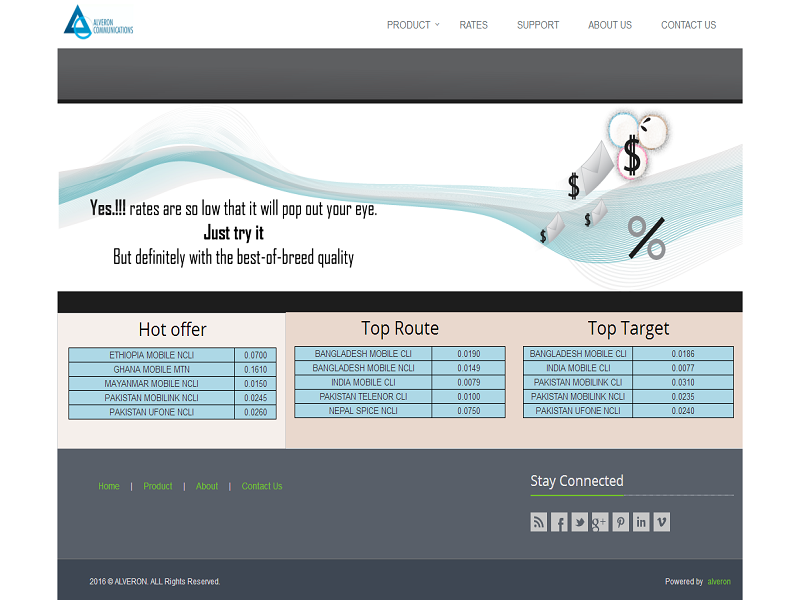 ALVERON
COMMUNICATIONS
PRODUCT RATES SUPPORT ABOUT US CONTACT US
$
$
$
$
%
Yes.!!! rates are so low that it will pop out your eye.
Just try it
But definitely with the best-of-breed quality
Hot offer
ETHIOPIA MOBILE NCLI 0.0700
GHANA MOBILE MTN 0.1610
MAYANMAR MOBILE NCLI 0.0150
PAKISTAN MOBILINK NCLI 0.0245
PAKISTAN UFONE NCLI 0.0260
Top Route
BANGLADESH MOBILE CLI 0.0190
BANGLADESH MOBILE NCLI 0.0149
INDIA MOBILE CLI 0.0079
PAKISTAN TELENOR CLI 0.0100
NEPAL SPICE NCLI 0.0750
Top Target
BANGLADESH MOBILE CLI 0.0186
INDIA MOBILE CLI 0.0077
PAKISTAN MOBILINK CLI 0.0310
PAKISTAN MOBILINK NCLI 0.0235
PAKISTAN UFONE NCLI 0.0240
Home | Product | About | Contact Us
Stay Connected
2016 © ALVERON. ALL Rights Reserved.
Powered by alveron